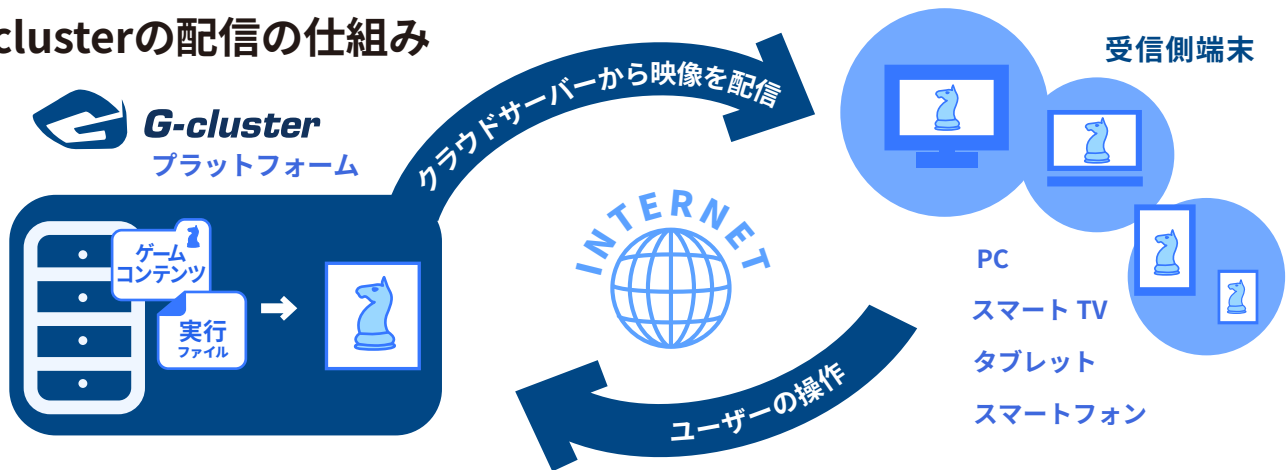 clusterの配信の仕組み
G-cluster
プラットフォーム
ゲーム
コンテンツ
実行
ファイル
クラウドサーバーから映像を配信
INTERNET
ユーザーの操作
受信側端末
PC
スマート TV
タブレット
スマートフォン